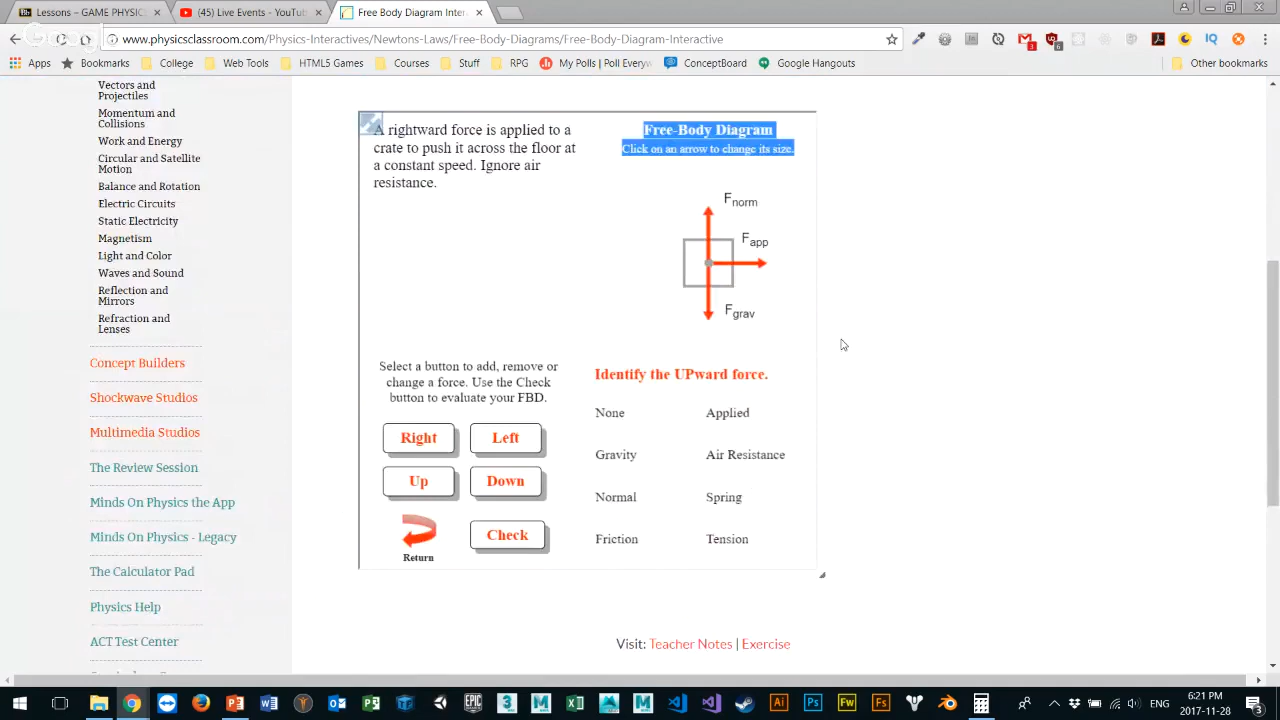 Lessons – GAME PHYSICS
(45) Live Events - YouTu
Free Body Diagram Inter
www.physicsclassroom.com/Physics-Interactives/Newtons-Laws/Free-Body-Diagrams/Free-Body-Diagram-Interactive
Apps
Bookmarks
College
Web Tools
HTML5 Games
Courses
Stuff
RPG
My Polls | Poll Everyw
ConceptBoard
Google Hangouts
Other bookmarks
Vectors and
Projectiles
Momentum and
Collisions
Work and Energy
Circular and Satellite
Motion
Balance and Rotation
Electric Circuits
Static Electricity
Magnetism
Light and Color
Waves and Sound
Reflection and
Mirrors
Refraction and
Lenses
Concept Builders
Shockwave Studios
Multimedia Studios
The Review Session
Minds On Physics the App
Minds On Physics - Legacy
The Calculator Pad
Physics Help
ACT Test Center
A rightward force is applied to a
crate to push it across the floor at
a constant speed. Ignore air
resistance.
Free-Body Diagram
Click on an arrow to change its size.
Fnorm
Fapp
Fgrav
Select a button to add, remove or
change a force. Use the Check
button to evaluate your FBD.
Right
Left
Up
Down
Return
Check
Identify the UPward force.
None
Applied
Gravity
Air Resistance
Normal
Spring
Friction
Tension
Visit: Teacher Notes | Exercise
ENG
6:21 PM
2017-11-28